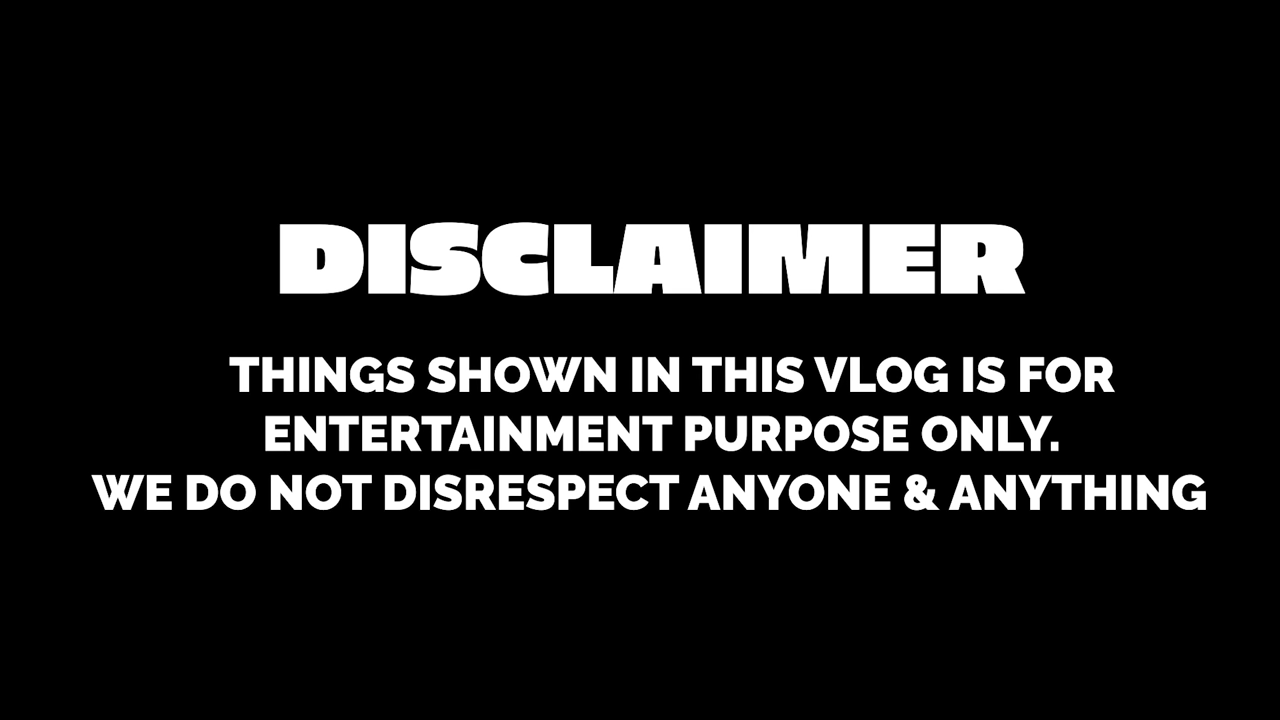 DISCLAIMER
THINGS SHOWN IN THIS VLOG IS FOR
ENTERTAINMENT PURPOSE ONLY.
WE DO NOT DISRESPECT ANYONE & ANYTHING